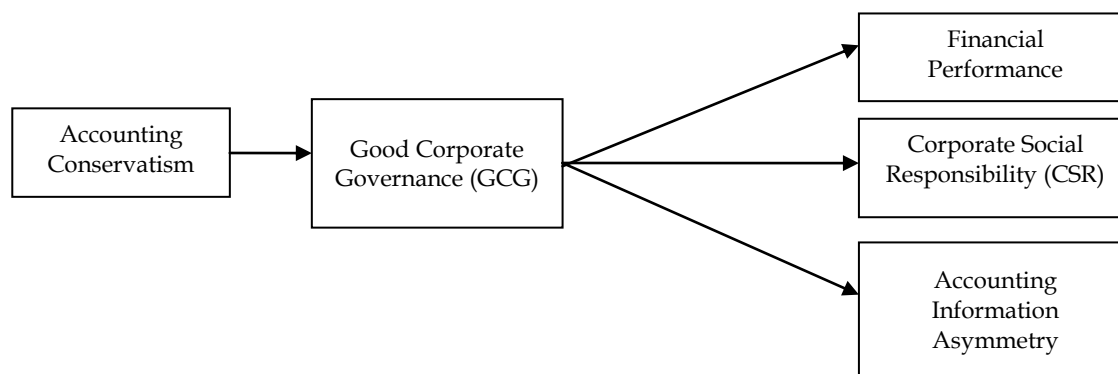 Accounting
Conservatism
Good Corporate
Governance (GCG)
Financial
Performance
Corporate Social
Responsibility (CSR)
Accounting
Information
Asymmetry